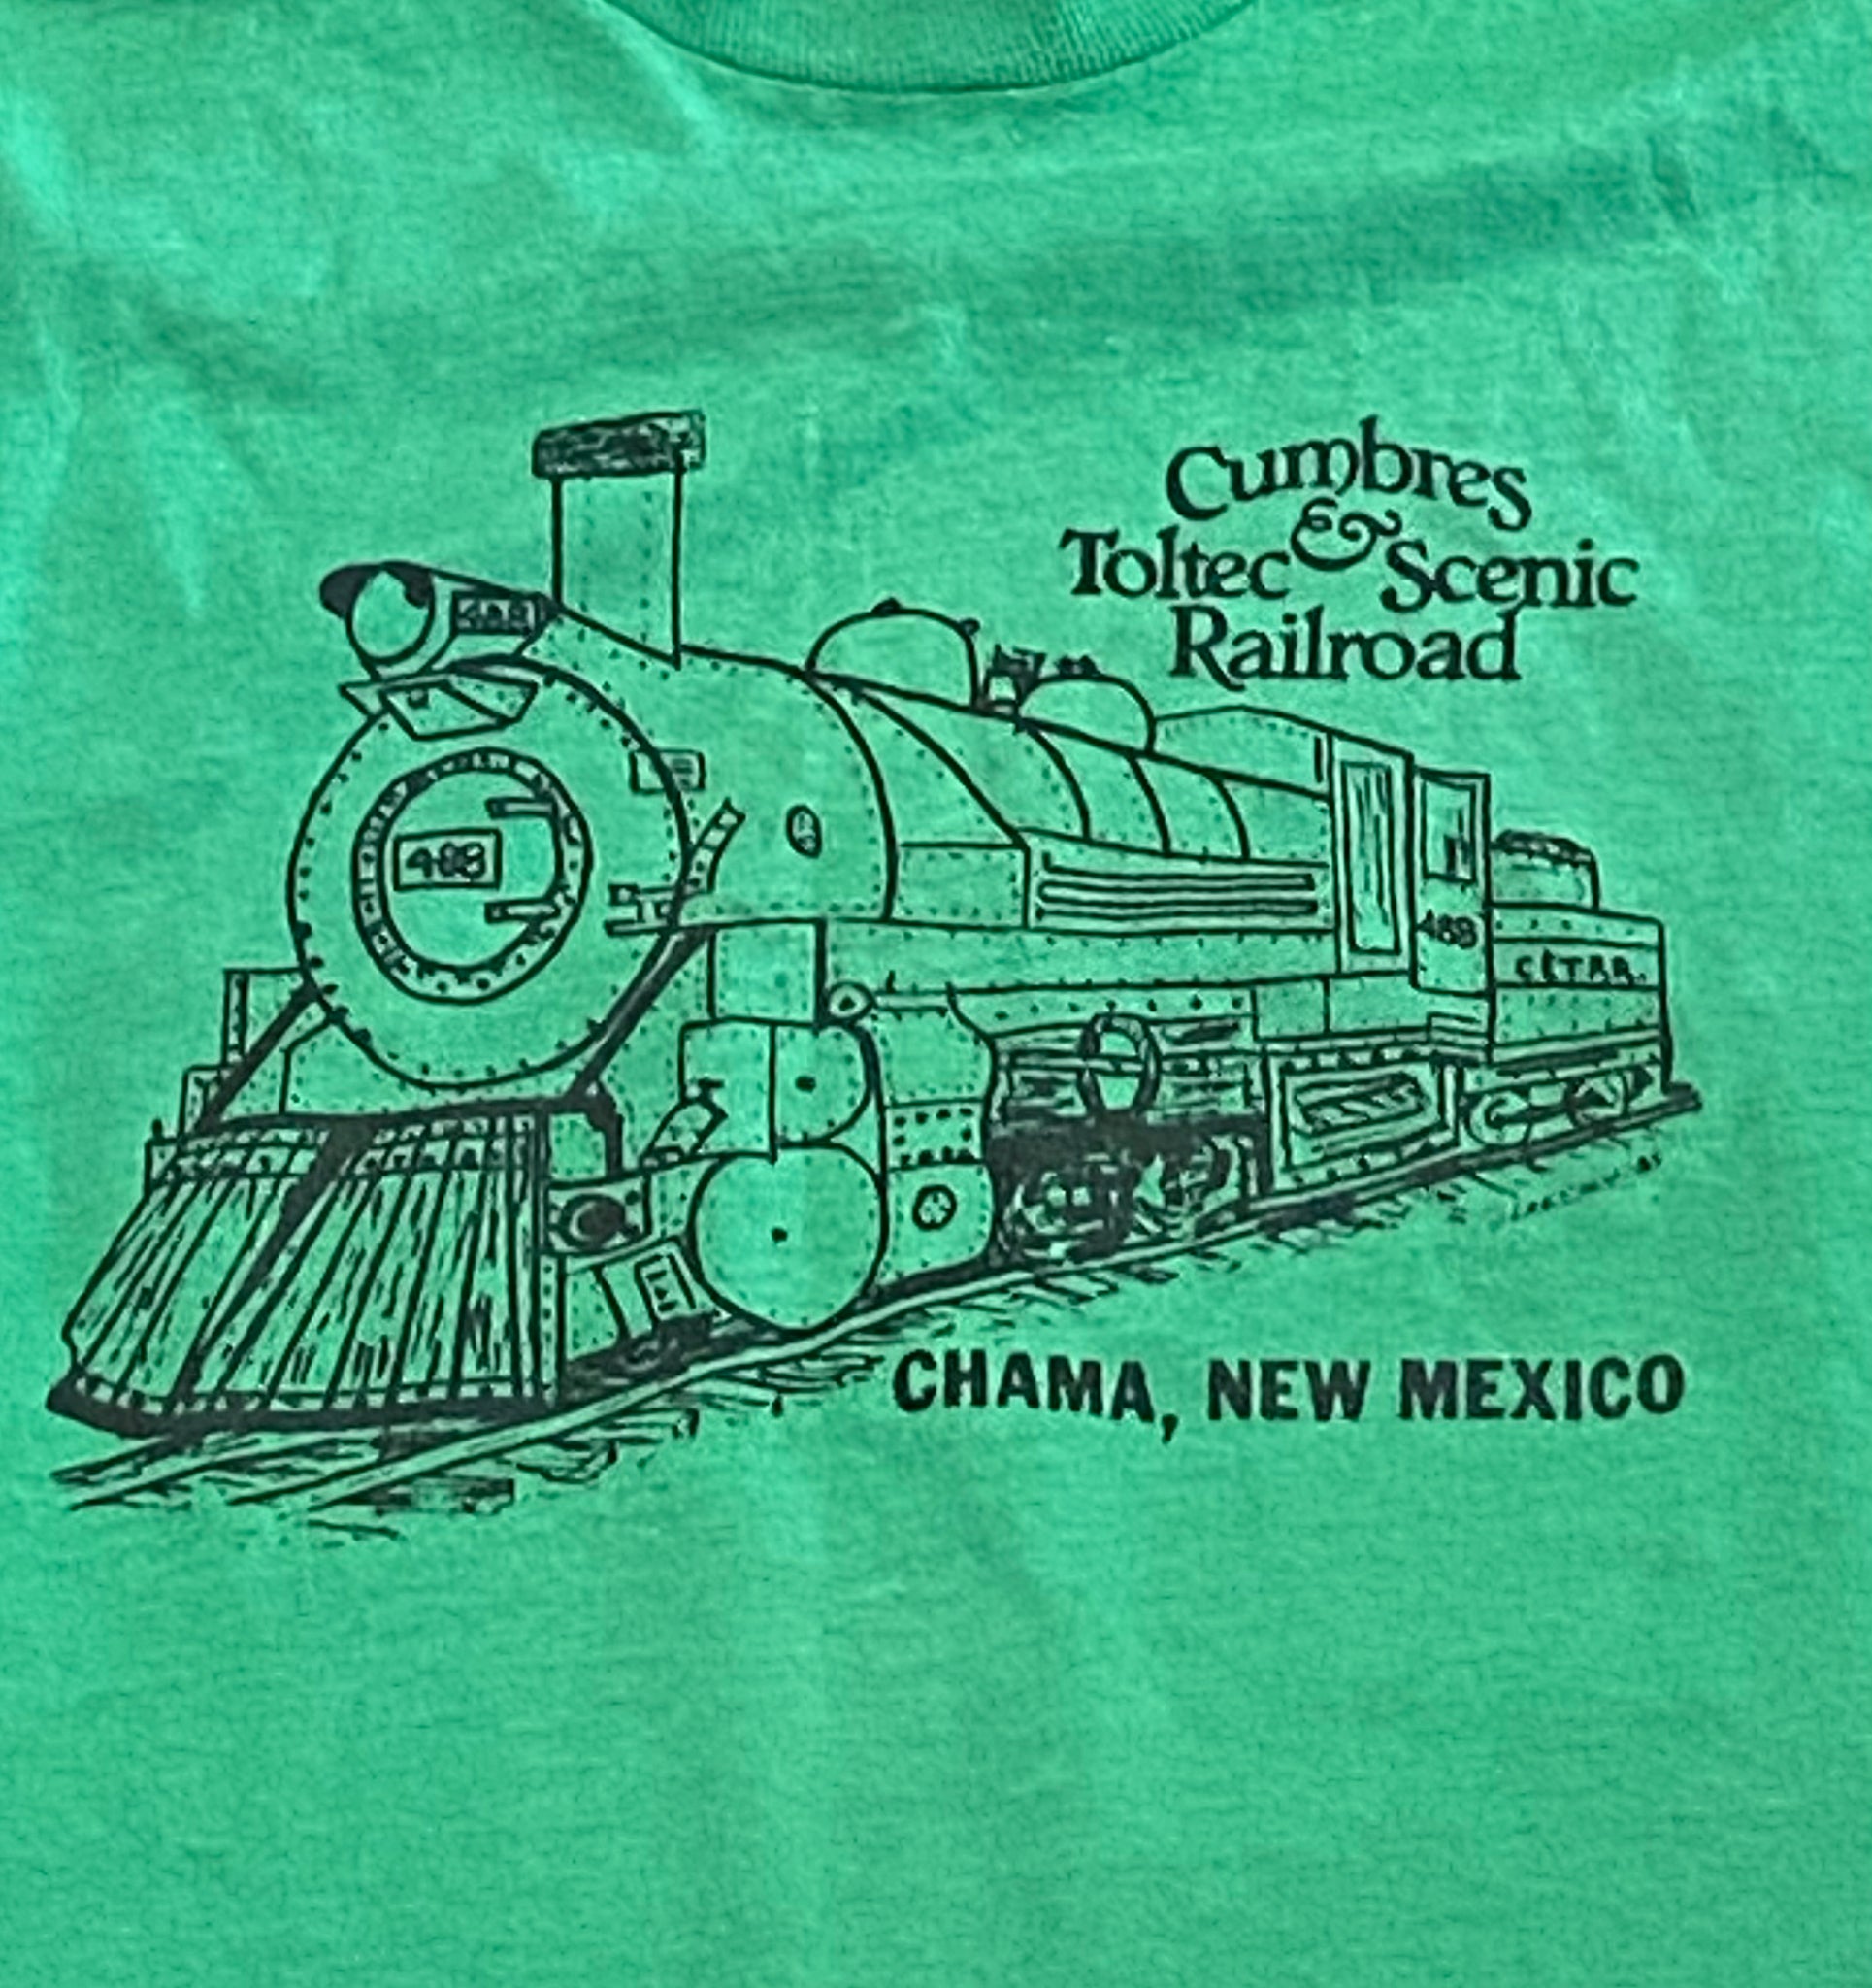 Cumbres
&
Toltec Scenic
Railroad
488
488
488
C&TRR.
CHAMA, NEW MEXICO